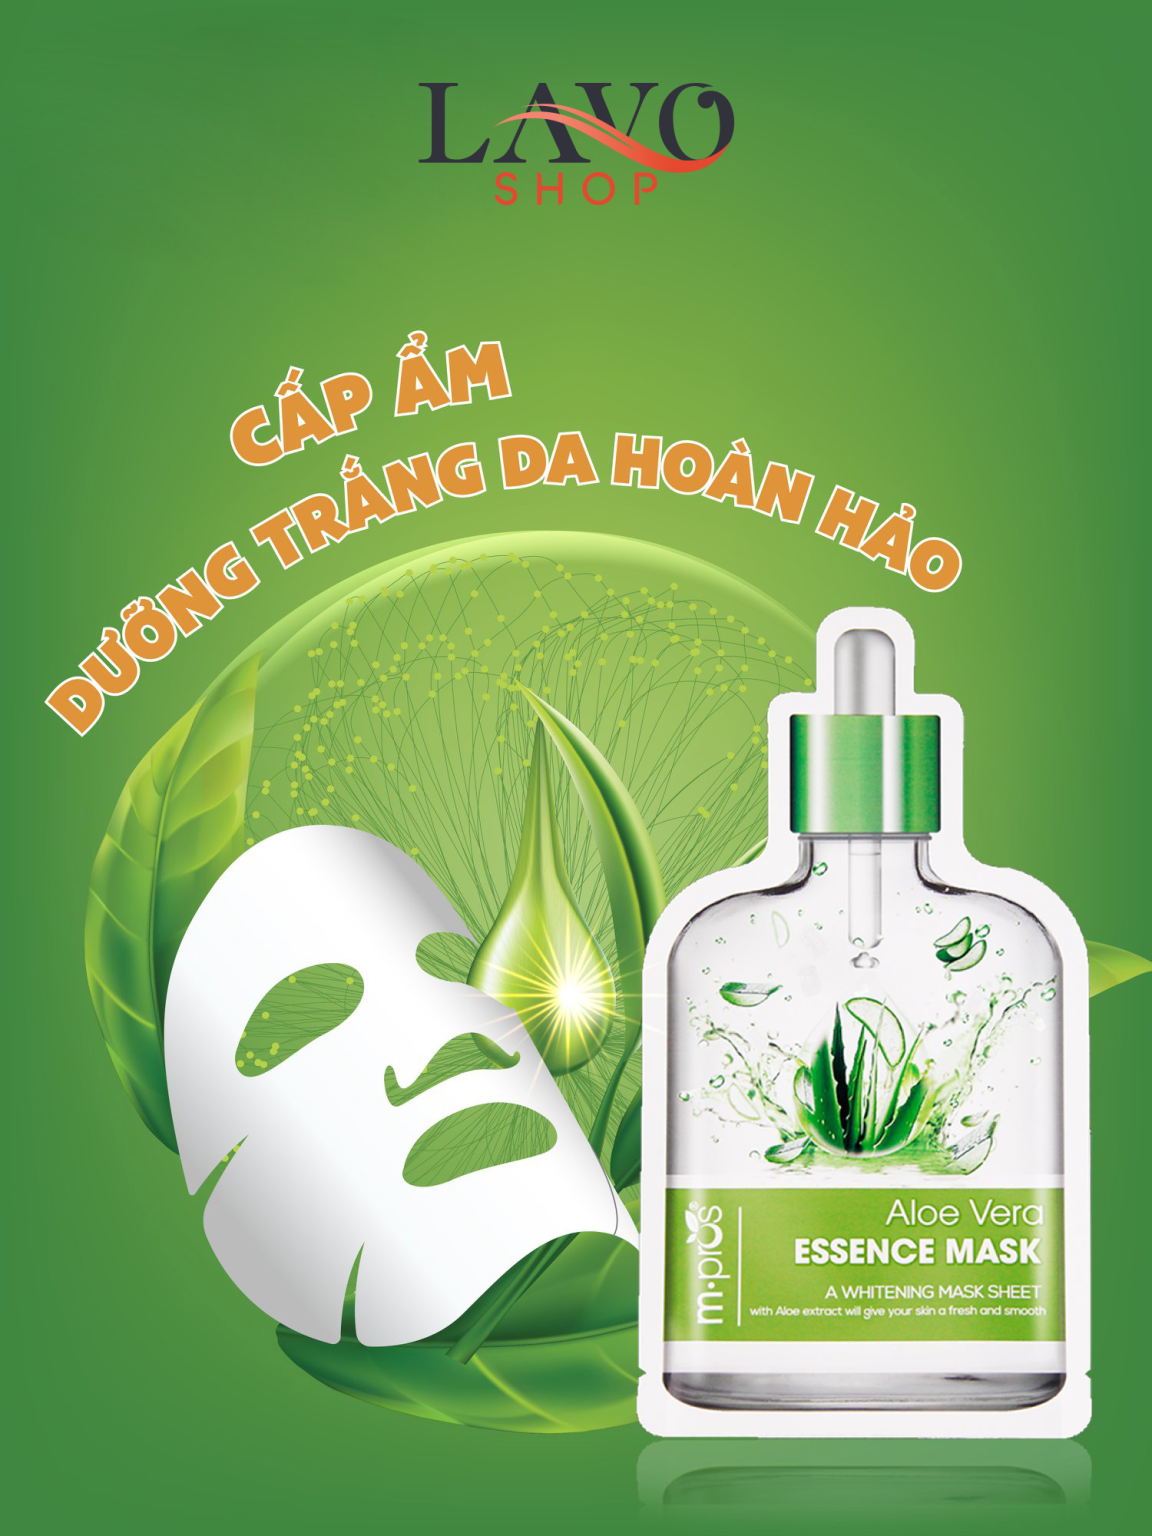 LAVO
SHOP
CẤP ẨM
DƯỠNG TRẮNG DA HOÀN HẢO
m·pros®
Aloe Vera
ESSENCE MASK
A WHITENING MASK SHEET
with Aloe extract will give your skin a fresh and smooth